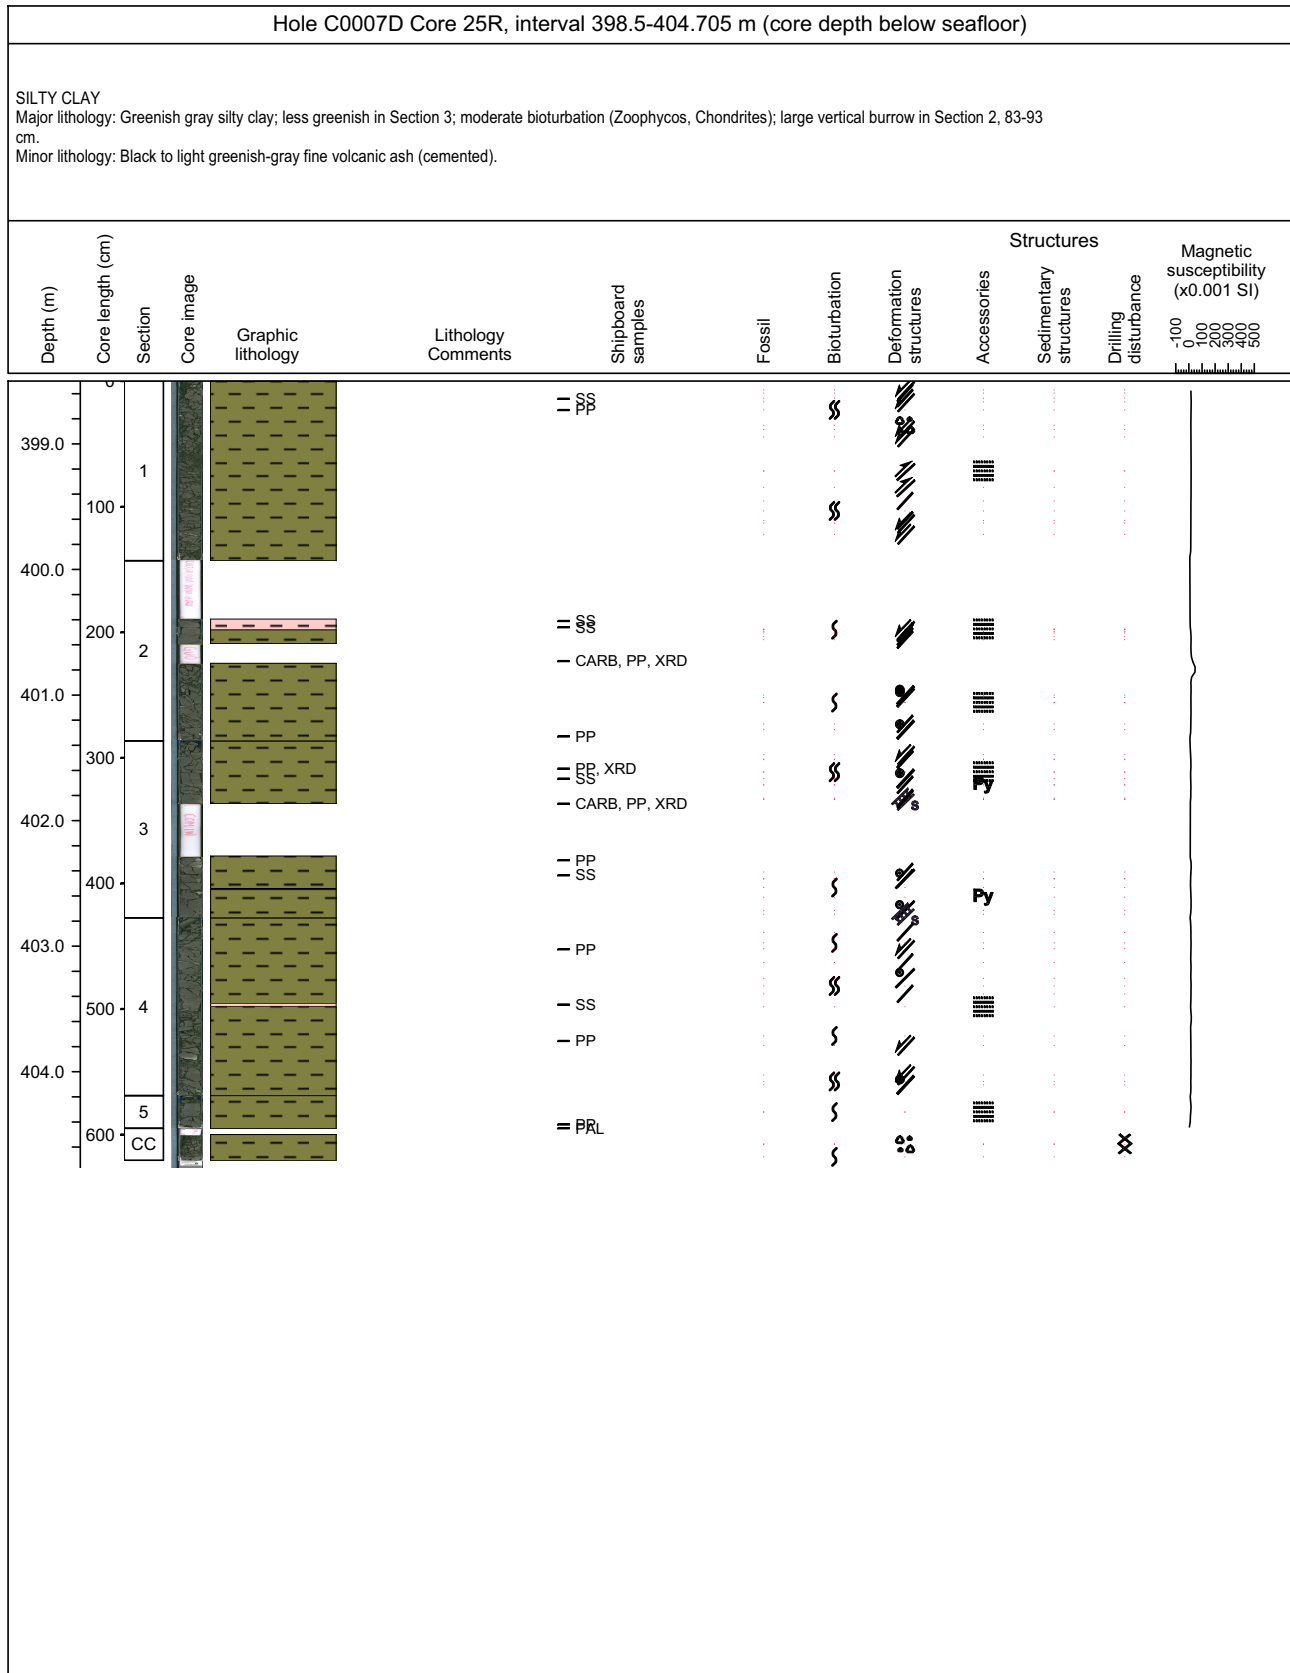 Hole C0007D Core 25R, interval 398.5-404.705 m (core depth below seafloor)
SILTY CLAY
Major lithology: Greenish gray silty clay; less greenish in Section 3; moderate bioturbation (Zoophycos, Chondrites); large vertical burrow in Section 2, 83-93
cm.
Minor lithology: Black to light greenish-gray fine volcanic ash (cemented).
Depth (m)
Core length (cm)
Section
Core image
Graphic
lithology
Lithology
Comments
Shipboard
samples
Fossil
Bioturbation
Structures
Deformation
structures
Accessories
Sedimentary
structures
Drilling
disturbance
Magnetic
susceptibility
(x0.001 SI)
-100
0
100
200
300
400
500
0
SS
PP
399.0
1
100
400.0
SS
SS
200
2
CARB, PP, XRD
401.0
PP
300
PP, XRD
SS
Py
CARB, PP, XRD
s
402.0
3
PP
SS
400
Py
s
403.0
PP
500
4
SS
PP
404.0
5
PP
PAL
600
CC